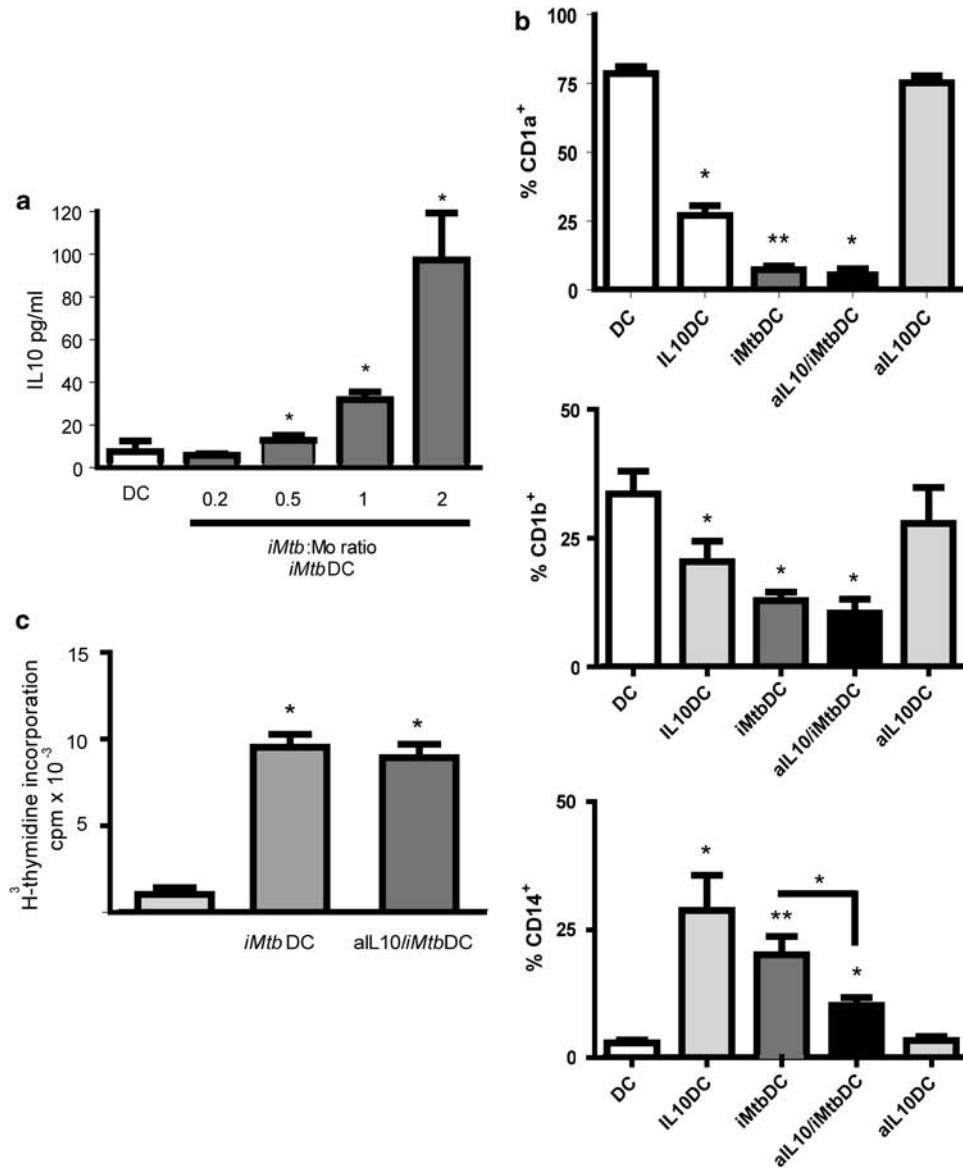 a
IL10 pg/ml
120
100
80
60
40
20
0
*
*
*
DC
0.2
0.5
1
2
iMtb:Mo ratio
iMtbDC
b
% CD1a+
100
75
50
25
0
*
**
*
DC
IL10DC
iMtbDC
aIL10/iMtbDC
aIL10DC
% CD1b+
50
25
0
*
*
*
DC
IL10DC
iMtbDC
aIL10/iMtbDC
aIL10DC
% CD14+
50
25
0
*
**
*
*
DC
IL10DC
iMtbDC
aIL10/iMtbDC
aIL10DC
c
H3-thymidine incorporation
cpm x 10-3
15
10
5
*
*
iMtb DC
aIL10/iMtbDC